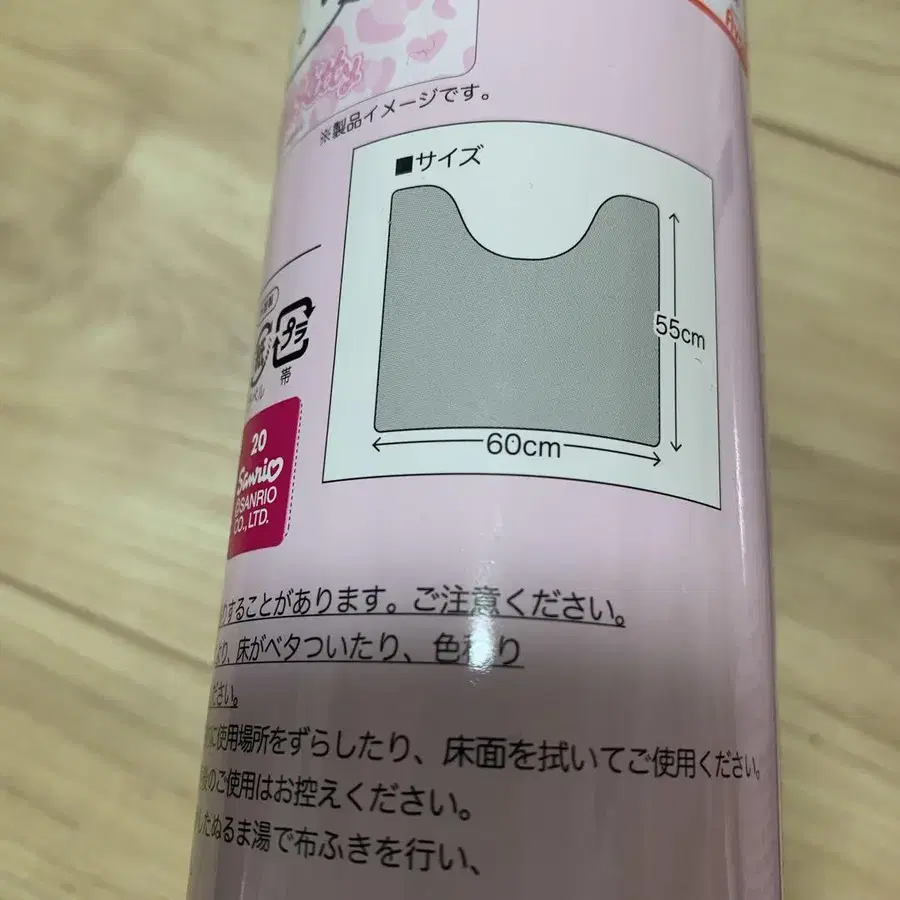 ※製品イメージです。
■サイズ
55cm
60cm
プラ
帯
20
Sanrio
©SANRIO
CO., LTD.
することがあります。ご注意ください。
床がベタついたり、色移り
ださい。
に使用場所をずらしたり、床面を拭いてご使用ください。
のご使用はお控えください。
したぬるま湯で布ふきを行い、